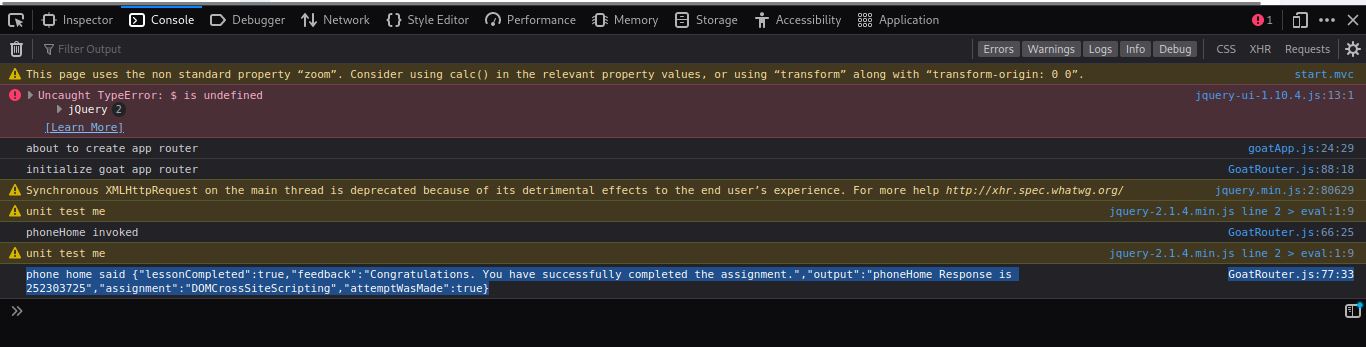 Inspector Console Debugger Network Style Editor Performance Memory Storage Accessibility Application 1
Filter Output Errors Warnings Logs Info Debug CSS XHR Requests
This page uses the non standard property “zoom”. Consider using calc() in the relevant property values, or using “transform” along with “transform-origin: 0 0”. start.mvc
Uncaught TypeError: $ is undefined jquery-ui-1.10.4.js:13:1
jQuery 2
[Learn More]
about to create app router goatApp.js:24:29
initialize goat app router GoatRouter.js:88:18
Synchronous XMLHttpRequest on the main thread is deprecated because of its detrimental effects to the end user’s experience. For more help http://xhr.spec.whatwg.org/ jquery.min.js:2:80629
unit test me jquery-2.1.4.min.js line 2 > eval:1:9
phoneHome invoked GoatRouter.js:66:25
unit test me jquery-2.1.4.min.js line 2 > eval:1:9
phone home said {"lessonCompleted":true,"feedback":"Congratulations. You have successfully completed the assignment.","output":"phoneHome Response is GoatRouter.js:77:33
252303725","assignment":"DOMCrossSiteScripting","attemptWasMade":true}